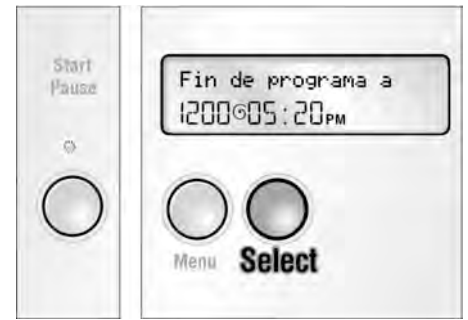 Start
Pause
Fin de programa a
1200 05:20PM
Menu Select